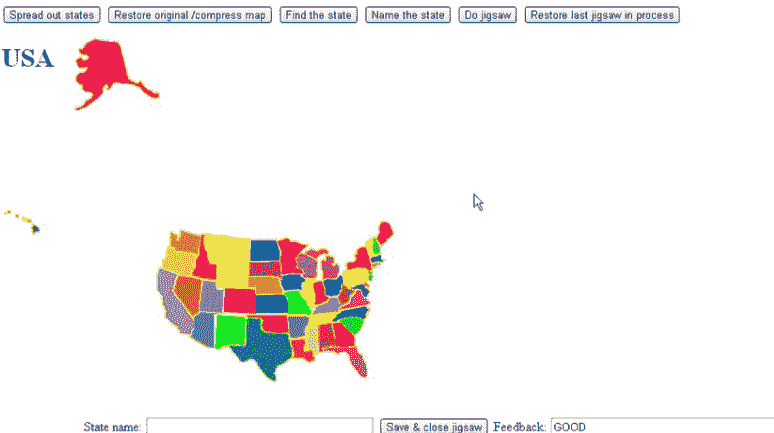 Spread out states Restore original /compress map Find the state Name the state Do jigsaw Restore last jigsaw in process
USA
State name: Save & close jigsaw Feedback: GOOD